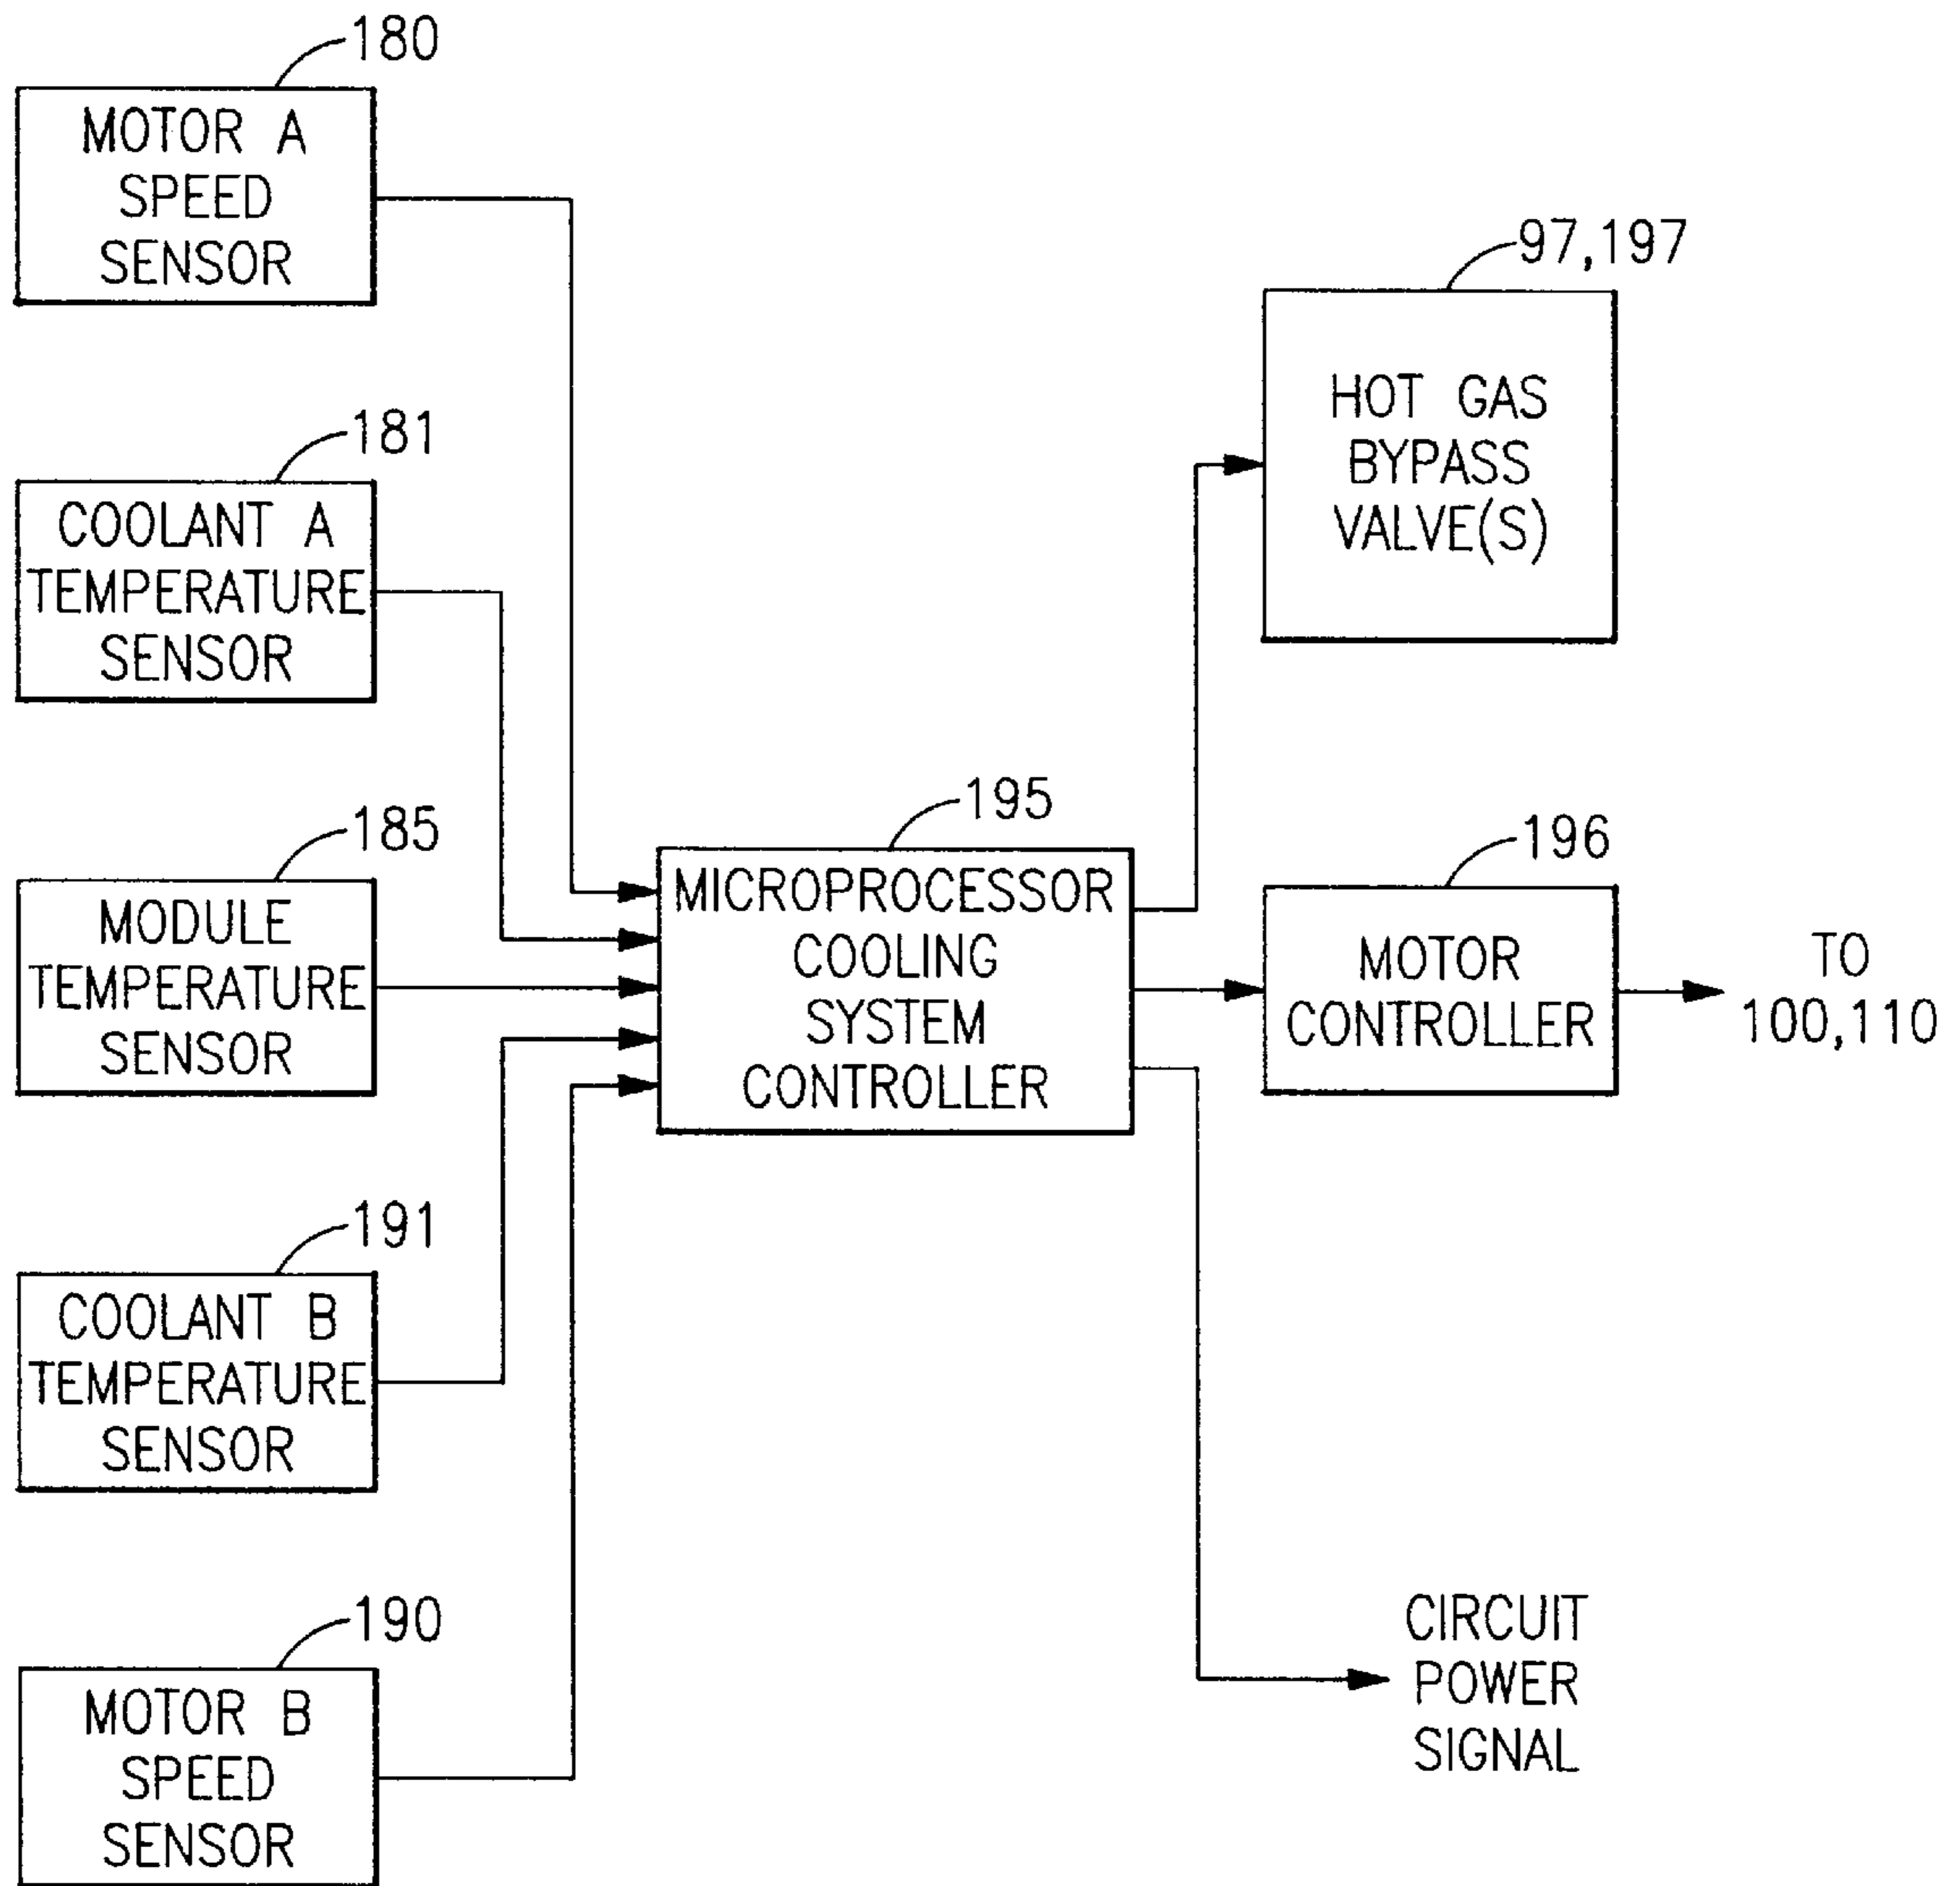 180
MOTOR A
SPEED
SENSOR
181
COOLANT A
TEMPERATURE
SENSOR
185
MODULE
TEMPERATURE
SENSOR
191
COOLANT B
TEMPERATURE
SENSOR
190
MOTOR B
SPEED
SENSOR
195
MICROPROCESSOR
COOLING
SYSTEM
CONTROLLER
97,197
HOT GAS
BYPASS
VALVE(S)
196
MOTOR
CONTROLLER
TO
100,110
CIRCUIT
POWER
SIGNAL